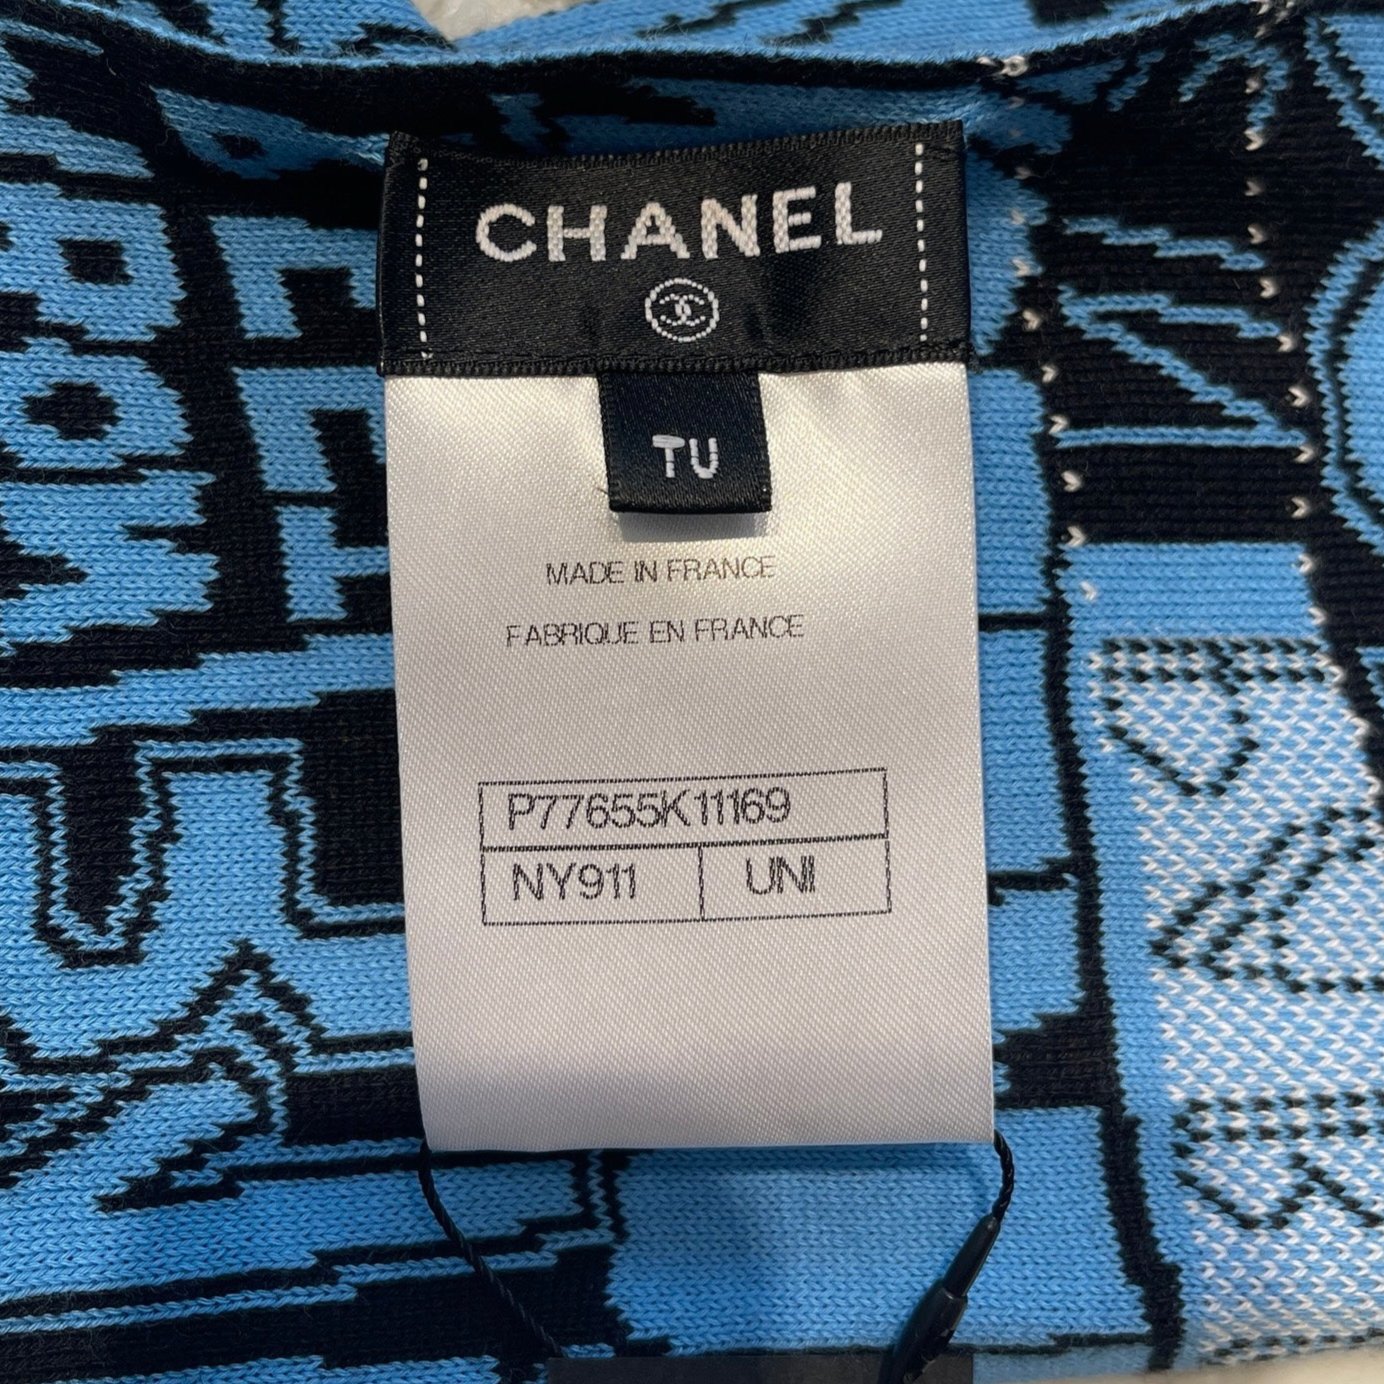 CHANEL
TU
MADE IN FRANCE
FABRIQUE EN FRANCE
P77655K11169
NY911 UNI